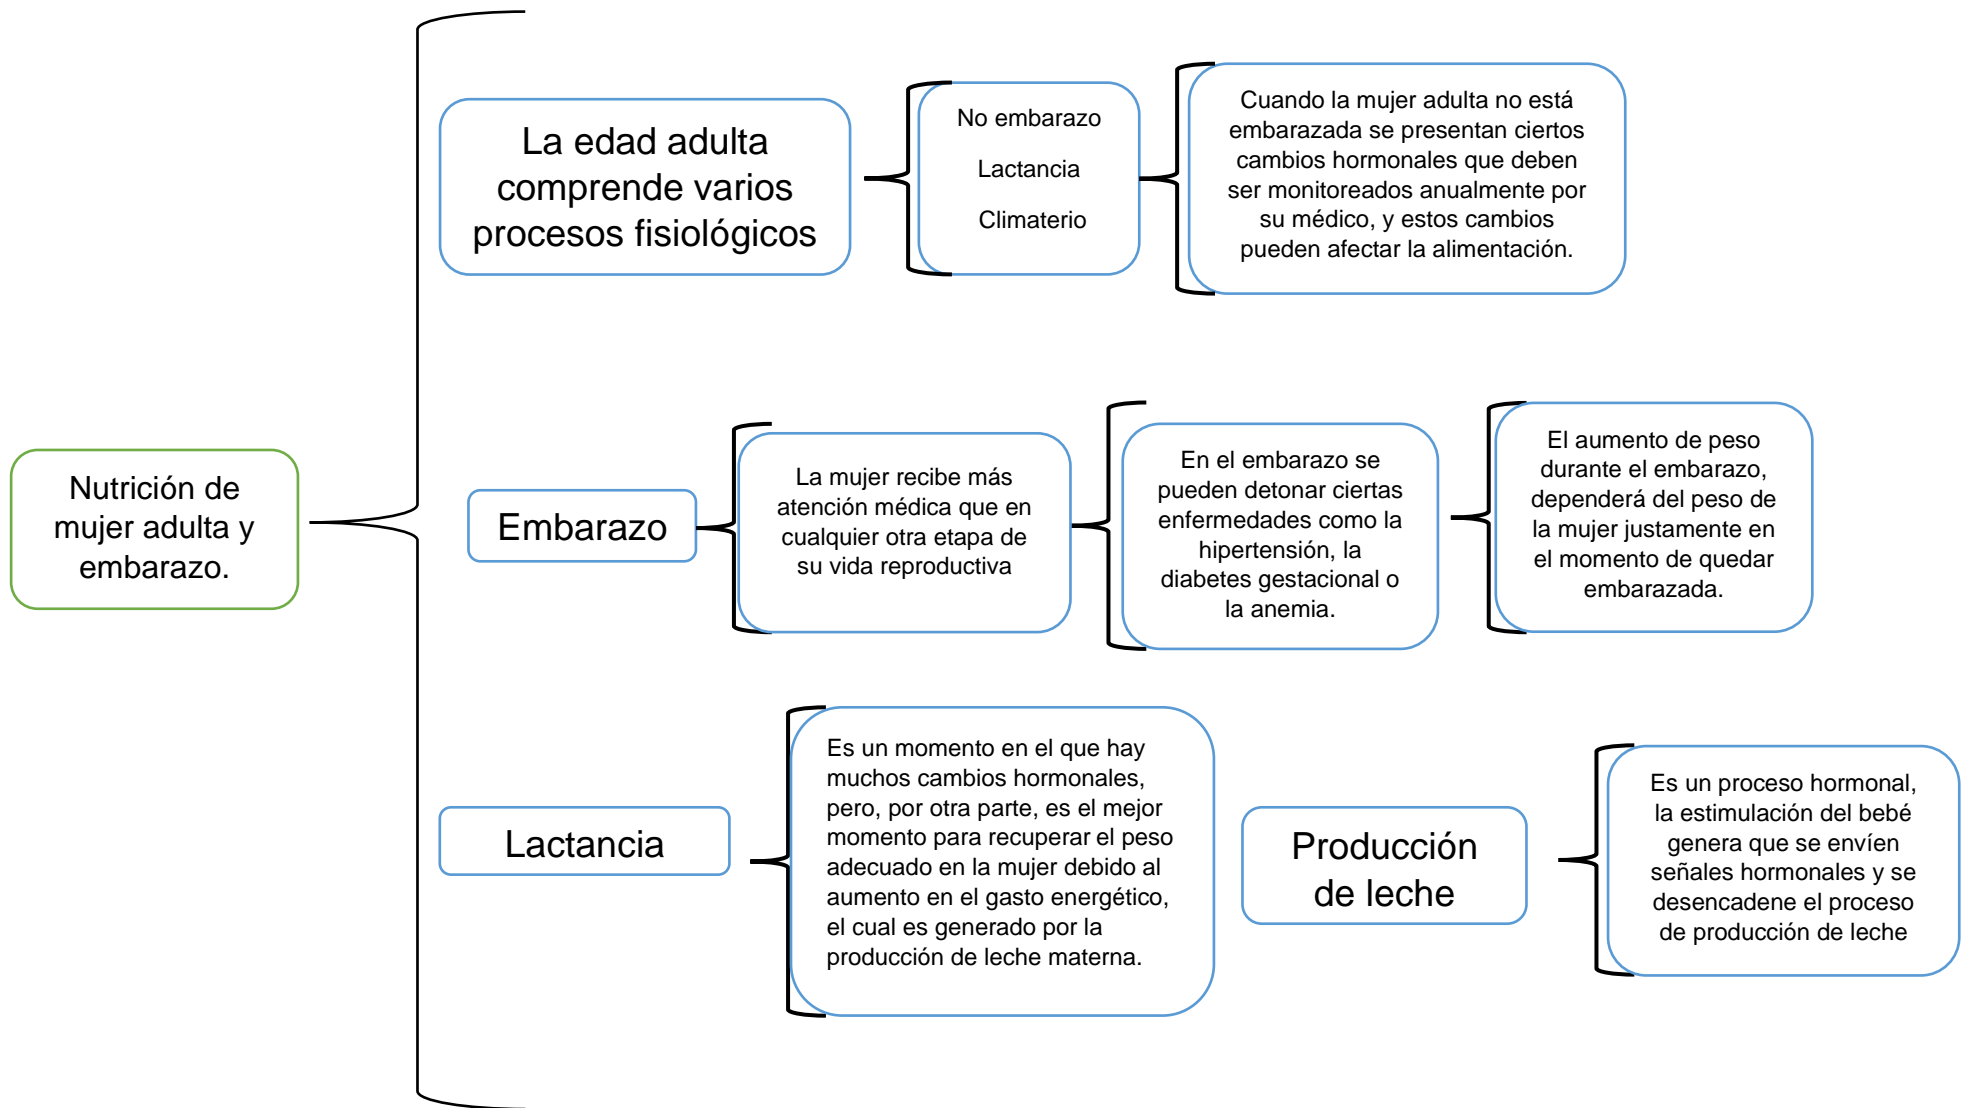 Nutrición de
mujer adulta y
embarazo.
La edad adulta
comprende varios
procesos fisiológicos
No embarazo
Lactancia
Climaterio
Cuando la mujer adulta no está
embarazada se presentan ciertos
cambios hormonales que deben
ser monitoreados anualmente por
su médico, y estos cambios
pueden afectar la alimentación.
Embarazo
La mujer recibe más
atención médica que en
cualquier otra etapa de
su vida reproductiva
En el embarazo se
pueden detonar ciertas
enfermedades como la
hipertensión, la
diabetes gestacional o
la anemia.
El aumento de peso
durante el embarazo,
dependerá del peso de
la mujer justamente en
el momento de quedar
embarazada.
Lactancia
Es un momento en el que hay
muchos cambios hormonales,
pero, por otra parte, es el mejor
momento para recuperar el peso
adecuado en la mujer debido al
aumento en el gasto energético,
el cual es generado por la
producción de leche materna.
Producción
de leche
Es un proceso hormonal,
la estimulación del bebé
genera que se envíen
señales hormonales y se
desencadene el proceso
de producción de leche